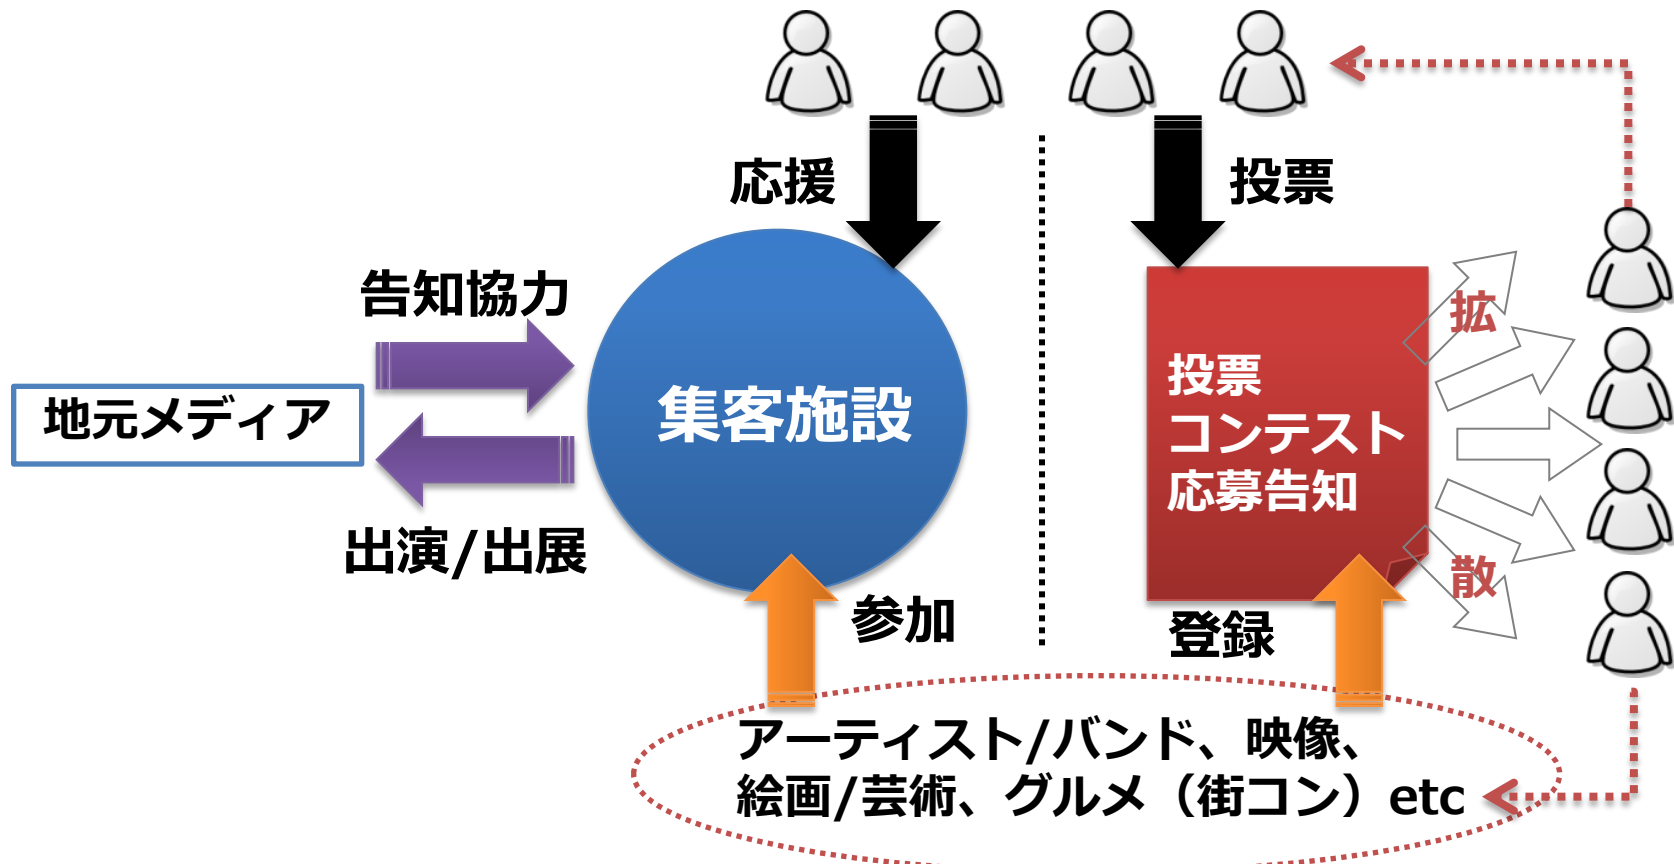 応援
投票
告知協力
拡
地元メディア
集客施設
投票
コンテスト
応募告知
出演/出展
散
参加
登録
アーティスト/バンド、映像、
絵画/芸術、グルメ（街コン）etc